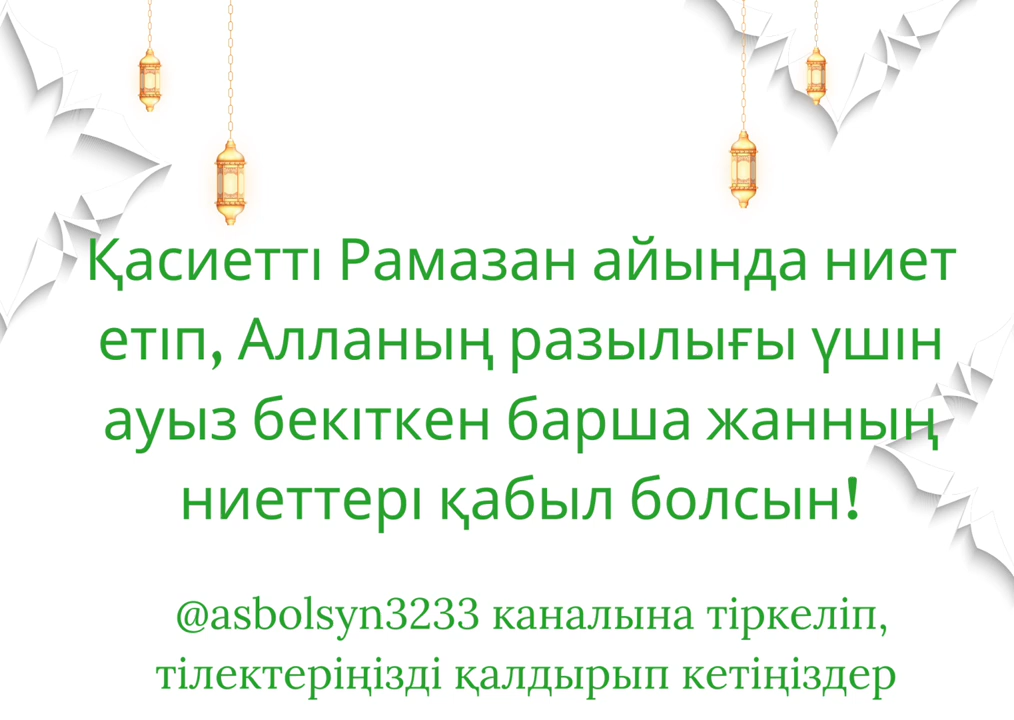 Қасиетті Рамазан айында ниет
етіп, Алланың разылығы үшін
ауыз бекіткен барша жанның
ниеттері қабыл болсын!
@asbolsyn3233 каналына тіркеліп,
тілектеріңізді қалдырып кетіңіздер